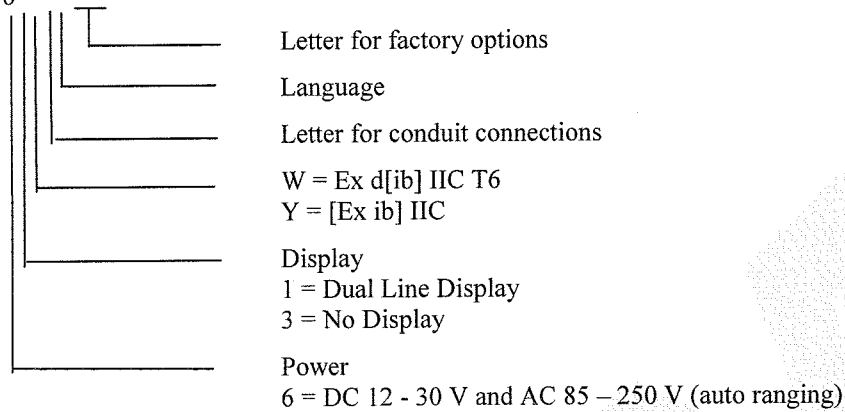 Letter for factory options
Language
Letter for conduit connections
W = Ex d[ib] IIC T6
Y = [Ex ib] IIC
Display
1 = Dual Line Display
3 = No Display
Power
6 = DC 12 - 30 V and AC 85 – 250 V (auto ranging)